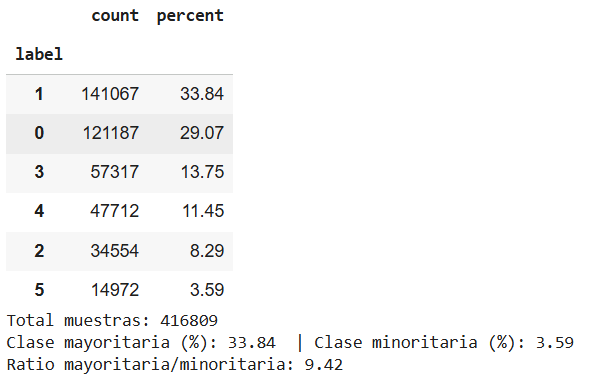 count percent
label
1 141067 33.84
0 121187 29.07
3 57317 13.75
4 47712 11.45
2 34554 8.29
5 14972 3.59
Total muestras: 416809
Clase mayoritaria (%): 33.84 | Clase minoritaria (%): 3.59
Ratio mayoritaria/minoritaria: 9.42